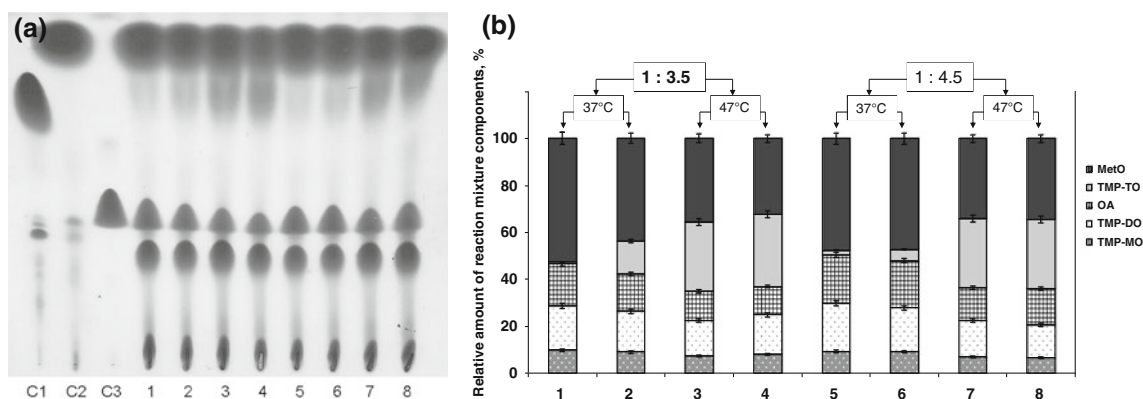 (a)
C1 C2 C3 1 2 3 4 5 6 7 8
(b)
Relative amount of reaction mixture components, %
1 : 3.5
1 : 4.5
37°C
47°C
37°C
47°C
100
80
60
40
20
0
1 2 3 4 5 6 7 8
MetO
TMP-TO
OA
TMP-DO
TMP-MO